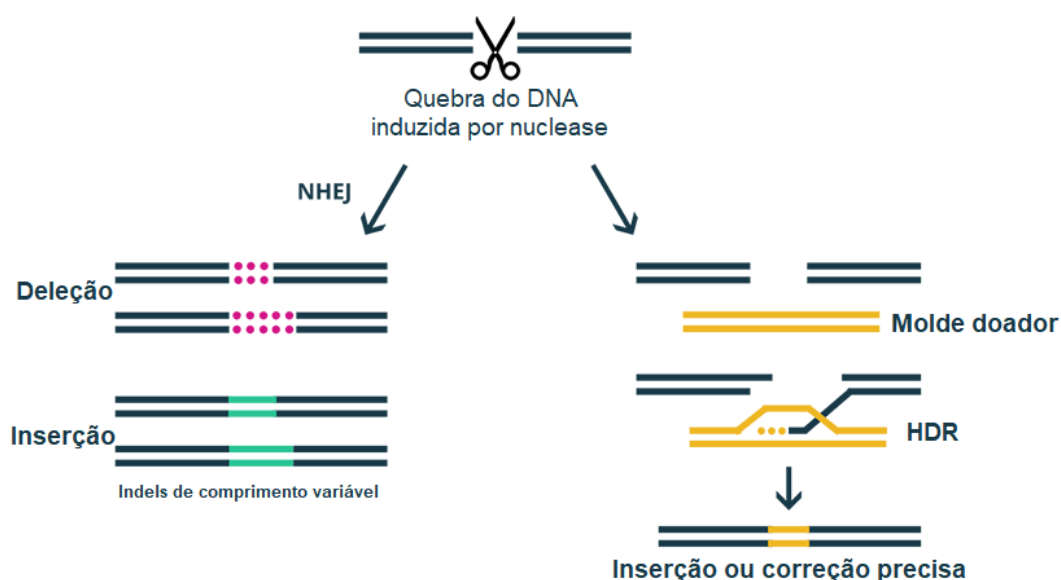 Quebra do DNA
induzida por nuclease
NHEJ
Deleção
Inserção
Indels de comprimento variável
Molde doador
HDR
Inserção ou correção precisa